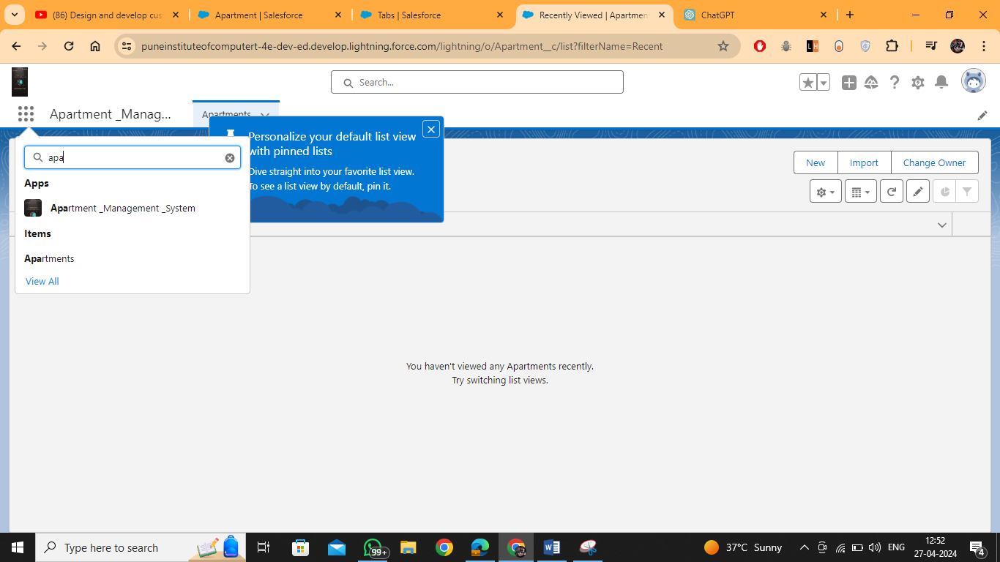 (86) Design and develop cus
Apartment | Salesforce
Tabs | Salesforce
Recently Viewed | Apartmen
ChatGPT
puneinstituteofcomputert-4e-dev-ed.develop.lightning.force.com/lightning/o/Apartment__c/list?filterName=Recent
Search...
Apartment _Manag...
Apartments
Personalize your default list view
with pinned lists
Dive straight into your favorite list view.
To see a list view by default, pin it.
New
Import
Change Owner
apa
Apps
Apartment _Management _System
Items
Apartments
View All
You haven't viewed any Apartments recently.
Try switching list views.
Type here to search
99+
37°C Sunny
ENG
12:52
27-04-2024
4